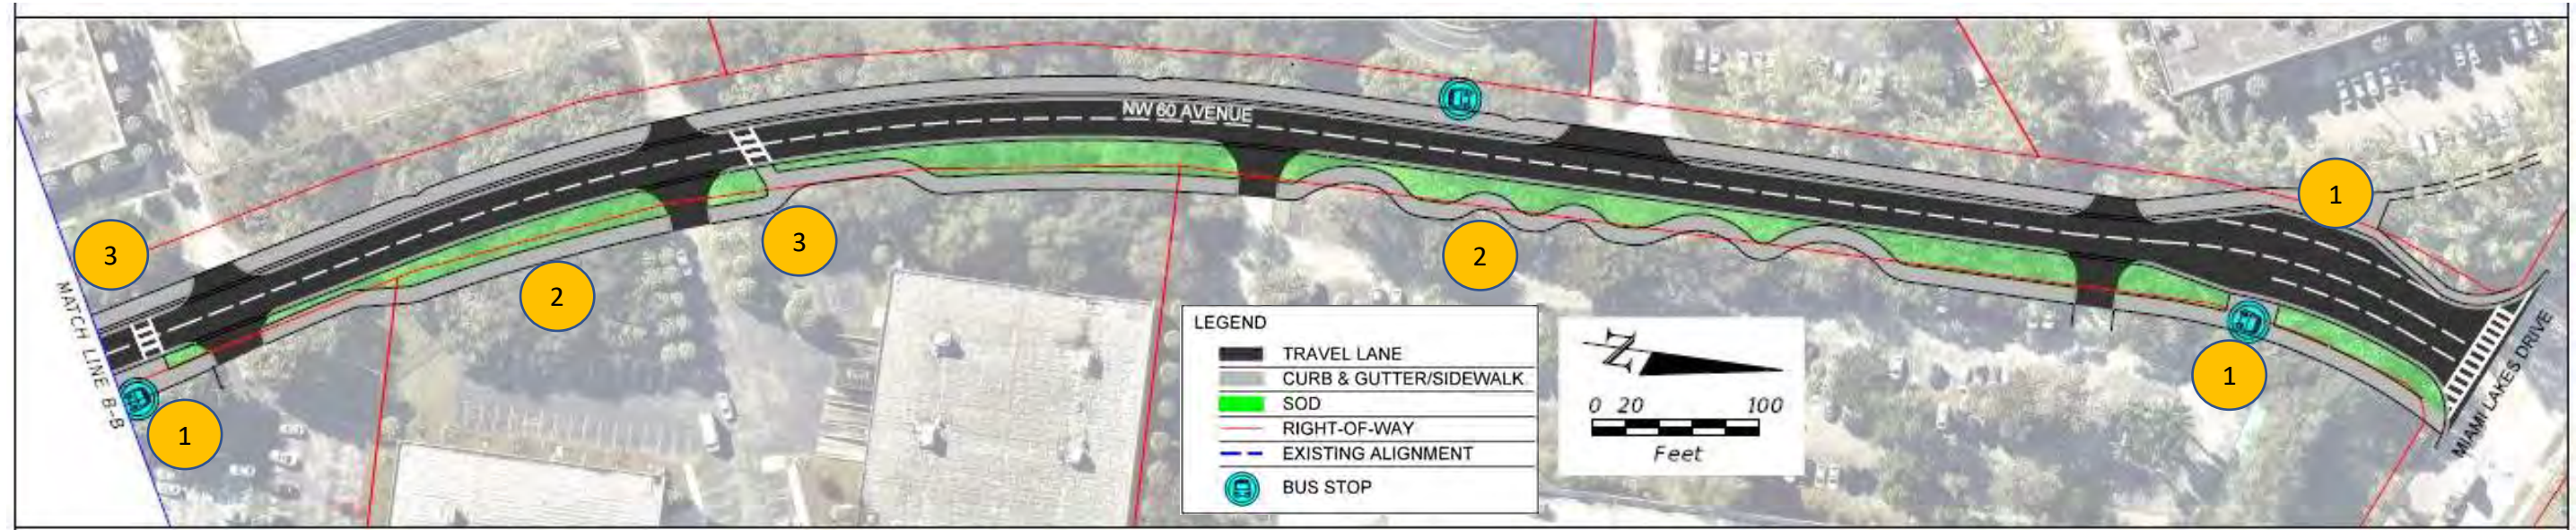 NW 60 AVENUE
1
3
3
2
2
MATCH LINE B-B
1
1
MIAMI LAKES DRIVE
LEGEND
TRAVEL LANE
CURB & GUTTER/SIDEWALK
SOD
RIGHT-OF-WAY
EXISTING ALIGNMENT
BUS STOP
N
0 20 100
Feet